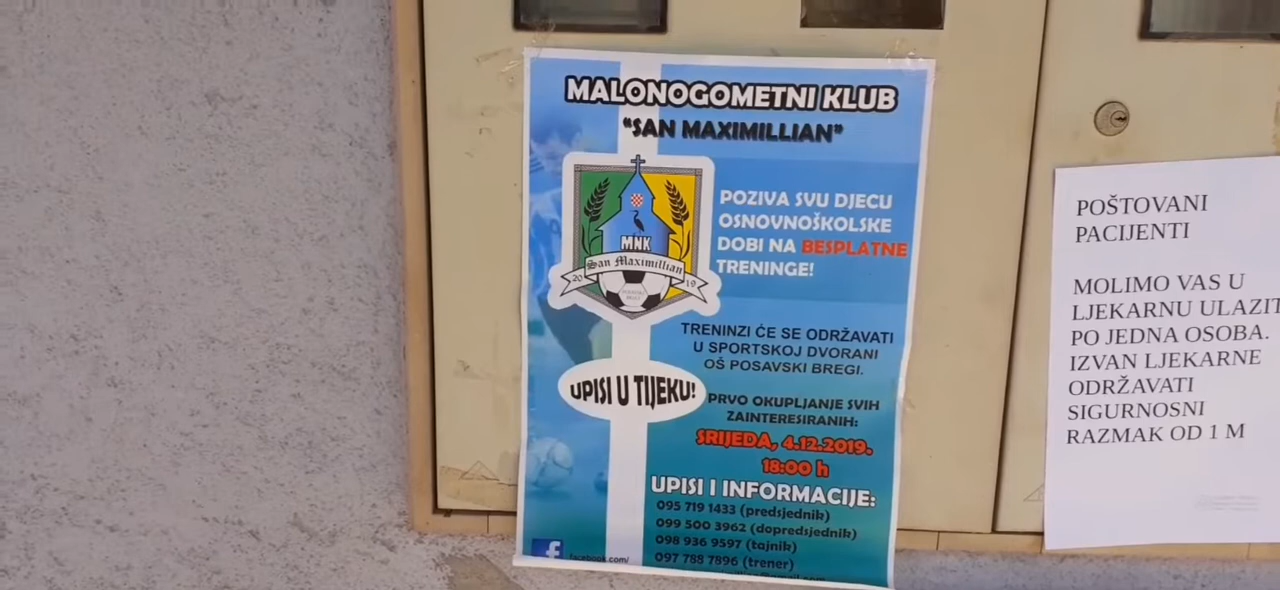 MALONOGOMETNI KLUB
"SAN MAXIMILLIAN"
POZIVA SVU DJECU
OSNOVNOŠKOLSKE
DOBI NA BESPLATNE
TRENINGE!
MNK
San Maximillian
20 19
POSAVSKI
BREGI
TRENINZI ĆE SE ODRŽAVATI
U SPORTSKOJ DVORANI
OŠ POSAVSKI BREGI.
UPISI U TIJEKU!
PRVO OKUPLJANJE SVIH
ZAINTERESIRANIH:
SRIJEDA, 4.12.2019.
18:00 h
UPISI I INFORMACIJE:
095 719 1433 (predsjednik)
099 500 3962 (dopredsjednik)
098 936 9597 (tajnik)
097 788 7896 (trener)
f facebook.com/
POŠTOVANI
PACIJENTI
MOLIMO VAS U
LJEKARNU ULAZIT
PO JEDNA OSOBA.
IZVAN LJEKARNE
ODRŽAVATI
SIGURNOSNI
RAZMAK OD 1 M